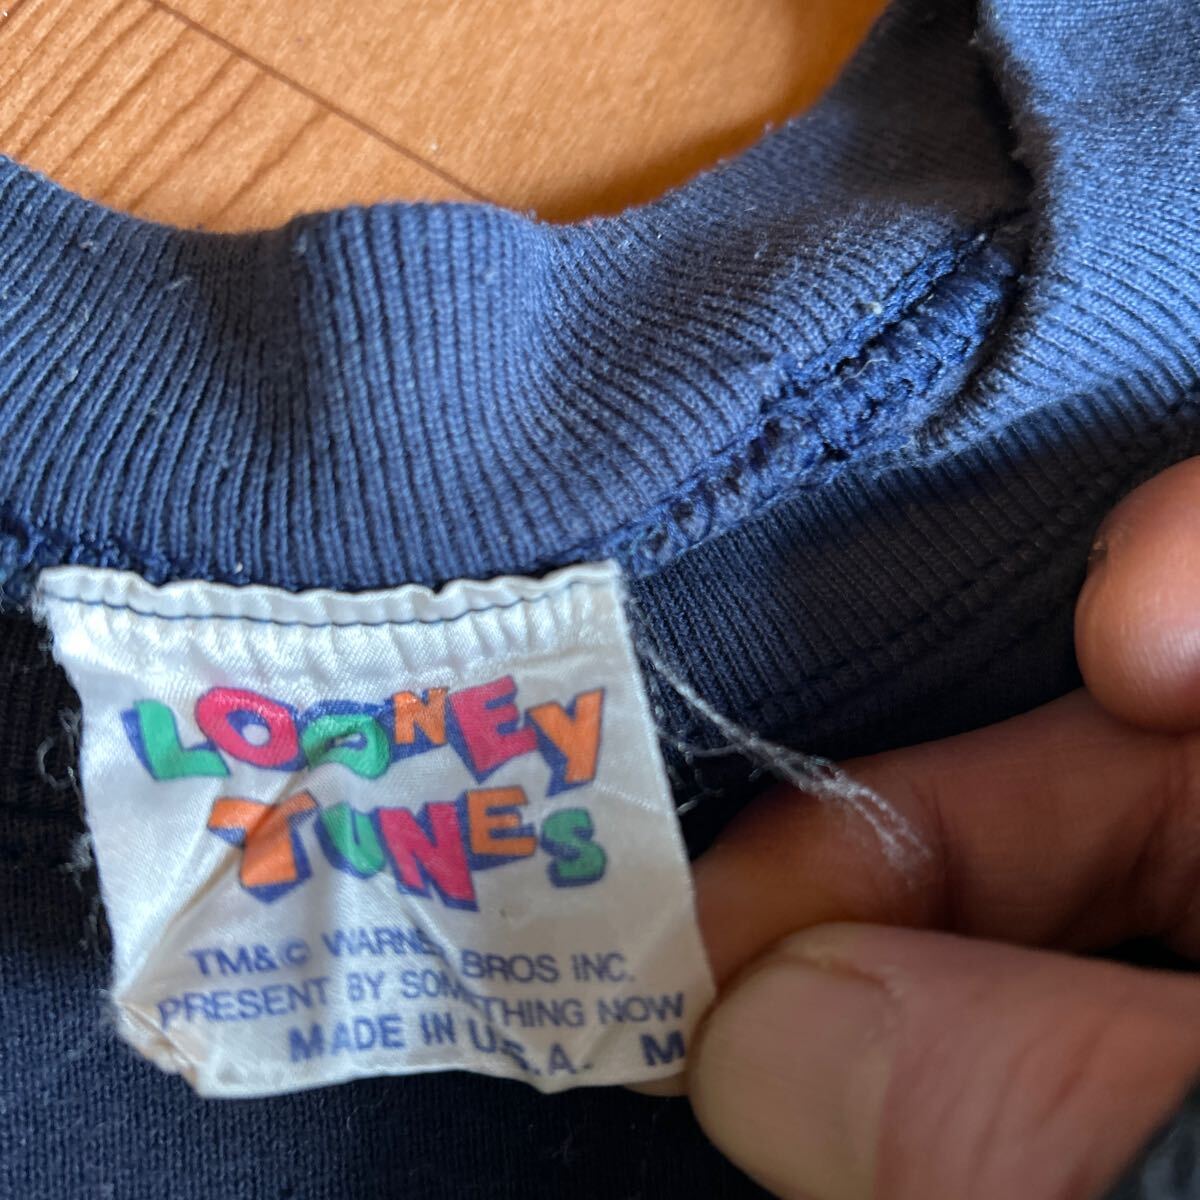 LOONEY
TUNES
TM&© WARNER BROS INC.
PRESENT BY SOMETHING NOW
MADE IN U.S.A. M